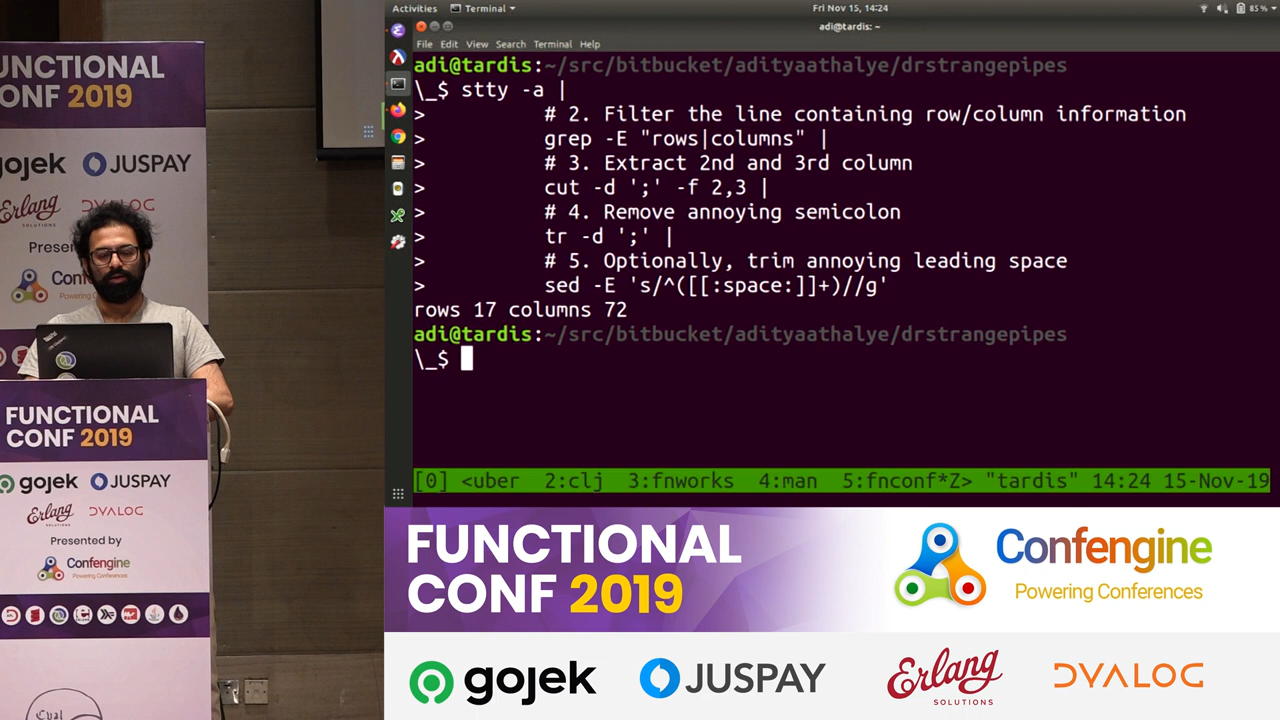 UNCTIONAL
CONF 2019
gojek JUSPAY
Erlang
SOLUTIONS
DYALOG
FUNCTIONAL
CONF 2019
gojek JUSPAY
Erlang
SOLUTIONS
DYALOG
Presented by
Confengine
Powering Conferences
Activities Terminal Fri Nov 15, 14:24 85 %
adi@tardis: ~
File Edit View Search Terminal Help
adi@tardis:~/src/bitbucket/adityaathalye/drstrangepipes
\_$ stty -a |
> # 2. Filter the line containing row/column information
> grep -E "rows|columns" |
> # 3. Extract 2nd and 3rd column
> cut -d ';' -f 2,3 |
> # 4. Remove annoying semicolon
> tr -d ';' |
> # 5. Optionally, trim annoying leading space
> sed -E 's/^([[:space:]]+)//g'
rows 17 columns 72
adi@tardis:~/src/bitbucket/adityaathalye/drstrangepipes
\_$
[0] <uber 2:clj 3:fnworks 4:man 5:fnconf*Z> "tardis" 14:24 15-Nov-19
FUNCTIONAL
CONF 2019
Confengine
Powering Conferences
gojek JUSPAY Erlang
SOLUTIONS
DYALOG